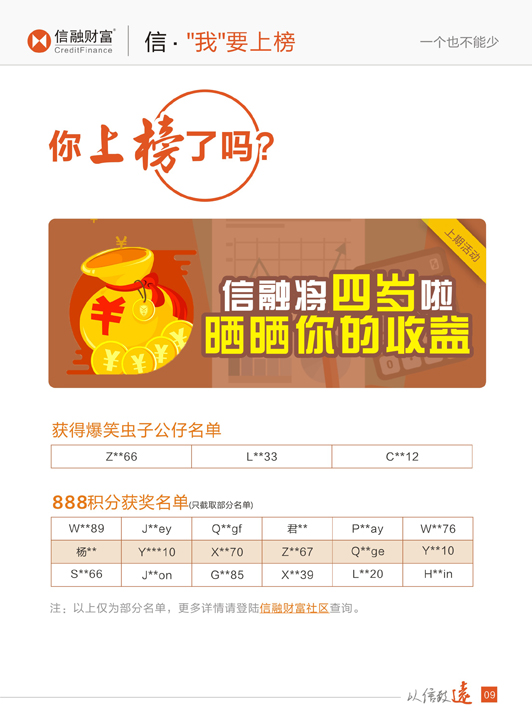 信融财富®
CreditFinance
信·"我"要上榜
一个也不能少
你上榜了吗?
上期活动
信融将四岁啦
晒晒你的收益
获得爆笑虫子公仔名单
Z**66 L**33 C**12
888积分获奖名单(只截取部分名单)
W**89 J**ey Q**gf 君** P**ay W**76
杨** Y***10 X**70 Z**67 Q**ge Y**10
S**66 J**on G**85 X**39 L**20 H**in
注：以上仅为部分名单，更多详情请登陆信融财富社区查询。
以信致远 09